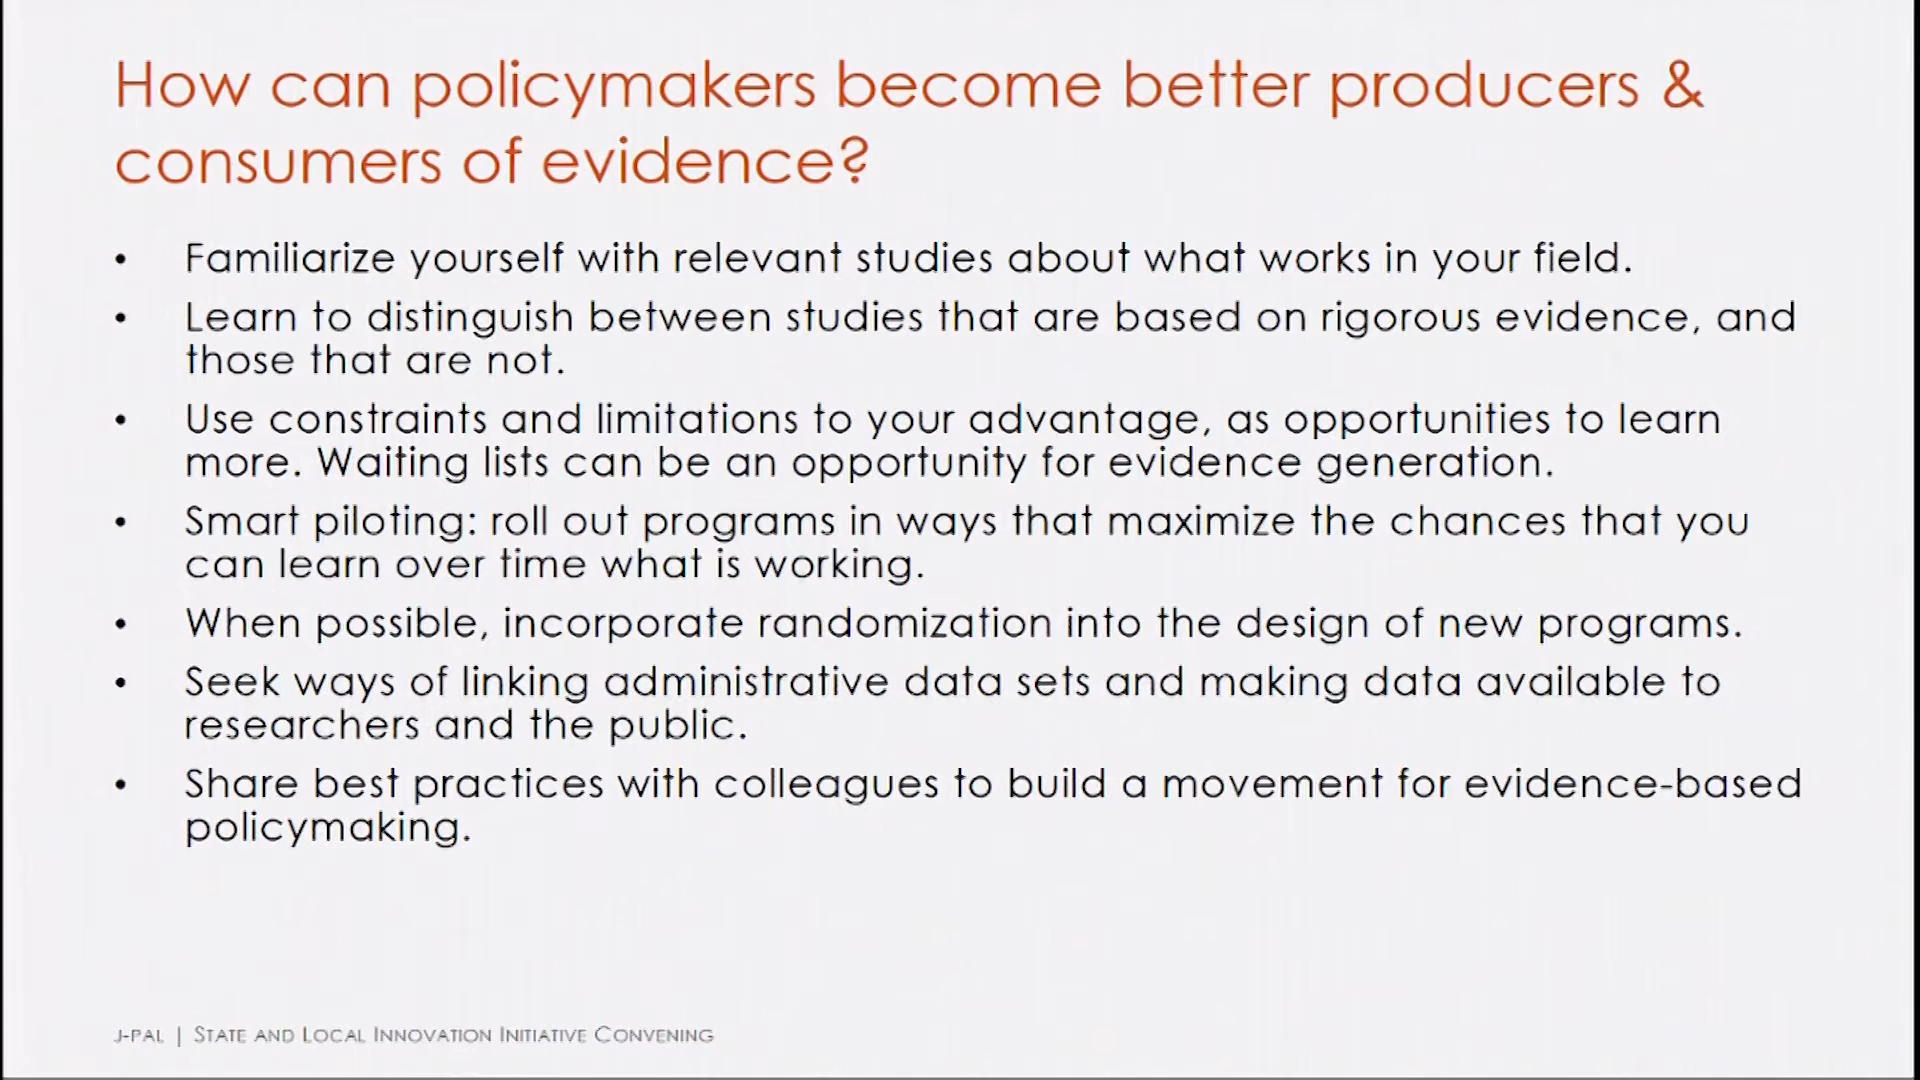 How can policymakers become better producers &
consumers of evidence?
• Familiarize yourself with relevant studies about what works in your field.
• Learn to distinguish between studies that are based on rigorous evidence, and
those that are not.
• Use constraints and limitations to your advantage, as opportunities to learn
more. Waiting lists can be an opportunity for evidence generation.
• Smart piloting: roll out programs in ways that maximize the chances that you
can learn over time what is working.
• When possible, incorporate randomization into the design of new programs.
• Seek ways of linking administrative data sets and making data available to
researchers and the public.
• Share best practices with colleagues to build a movement for evidence-based
policymaking.
J-PAL | STATE AND LOCAL INNOVATION INITIATIVE CONVENING